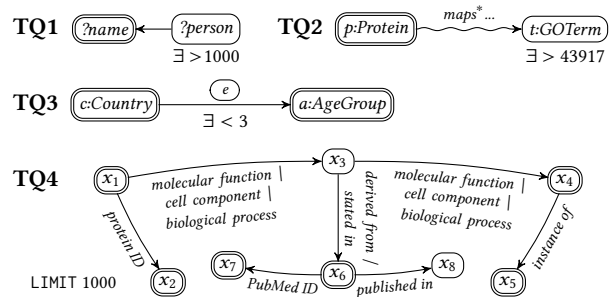 TQ1 ?name ?person TQ2 p:Protein maps*... t:GOTerm
∃ > 1000 ∃ > 43917
TQ3 c:Country e a:AgeGroup
∃ < 3
TQ4 x₁ molecular function | cell component | biological process x₃ molecular function | cell component | biological process x₄
protein ID stated in derived from / instance of
LIMIT 1000 x₂ x₇ PubMed ID x₆ published in x₈ x₅